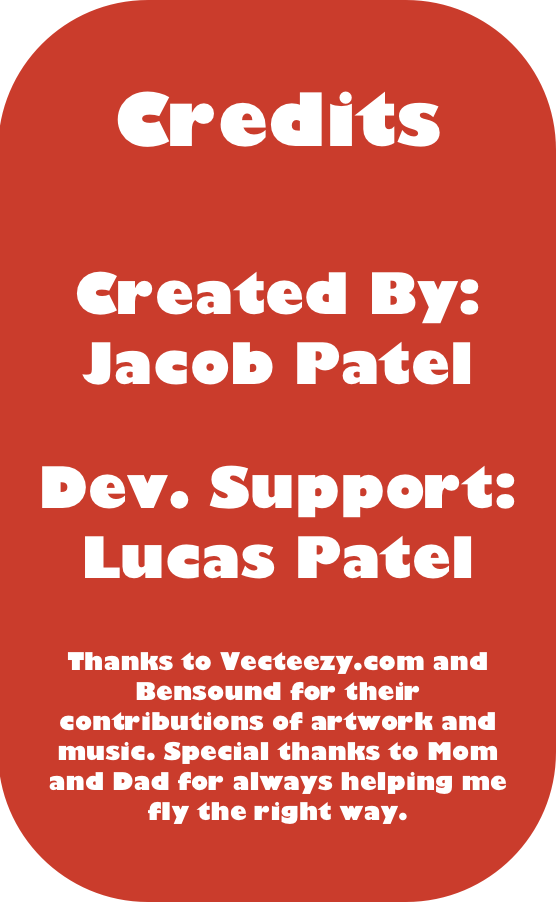 Credits
Created By:
Jacob Patel
Dev. Support:
Lucas Patel
Thanks to Vecteezy.com and
Bensound for their
contributions of artwork and
music. Special thanks to Mom
and Dad for always helping me
fly the right way.